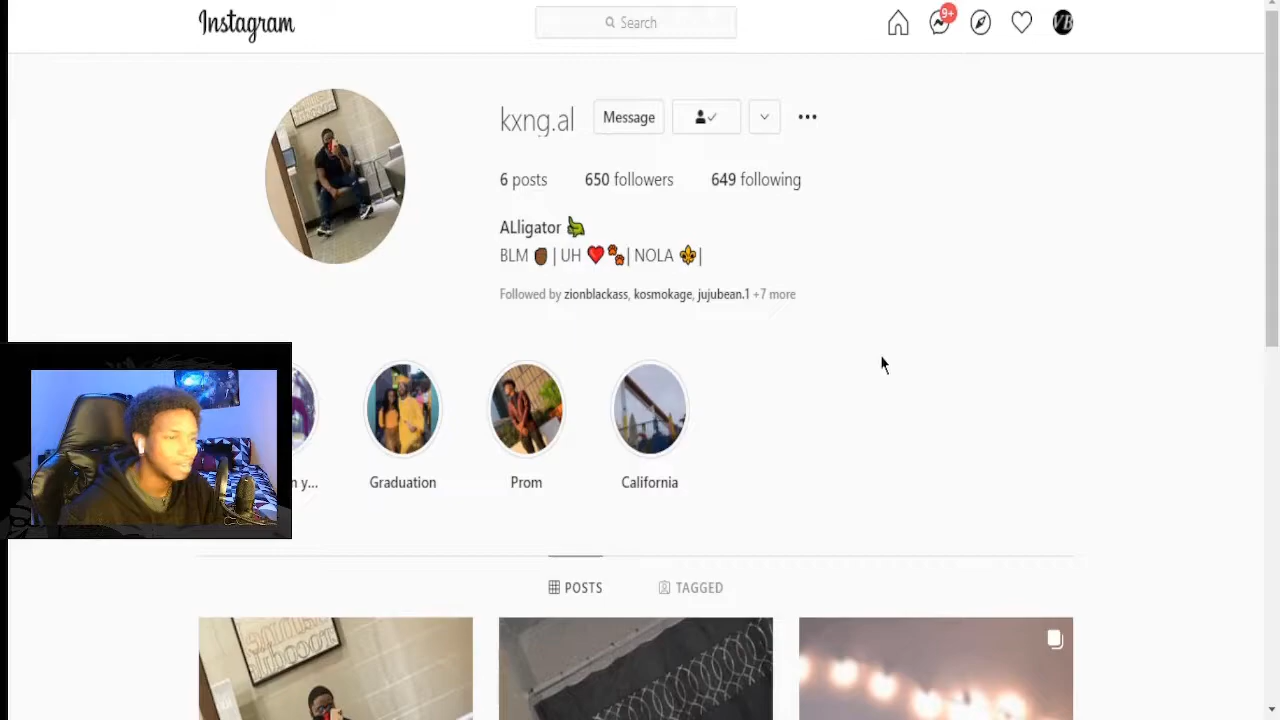 Instagram
Search
9+
VB
kxng.al
Message
6 posts 650 followers 649 following
ALligator
BLM | UH | NOLA |
Followed by zionblackass, kosmokage, jujubean.1 +7 more
Graduation
Prom
California
POSTS
TAGGED